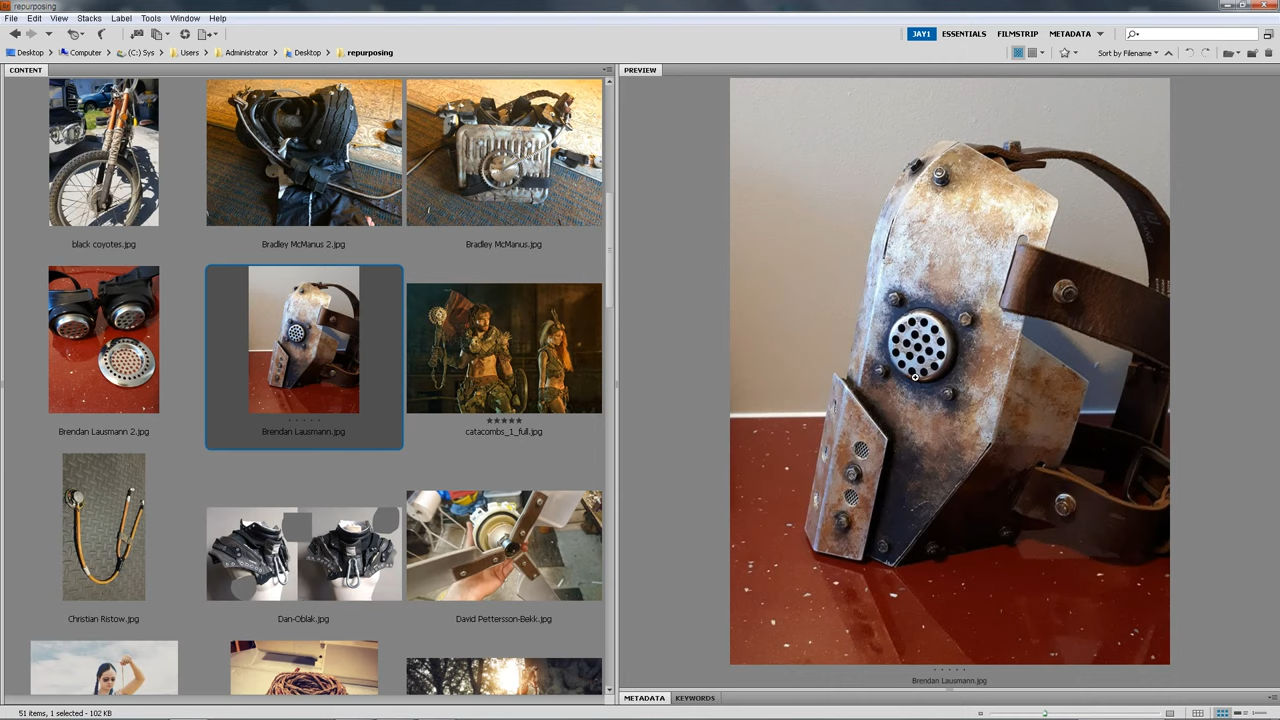 Br repurposing
File Edit View Stacks Label Tools Window Help
JAY1 ESSENTIALS FILMSTRIP METADATA
Desktop Computer (C:) Sys Users Administrator Desktop repurposing
Sort by Filename
CONTENT
PREVIEW
black coyotes.jpg
Bradley McManus 2.jpg
Bradley McManus.jpg
Brendan Lausmann 2.jpg
Brendan Lausmann.jpg
catacombs_1_full.jpg
Christian Ristow.jpg
Dan-Oblak.jpg
David Pettersson-Bekk.jpg
Brendan Lausmann.jpg
METADATA KEYWORDS
51 items, 1 selected - 102 KB